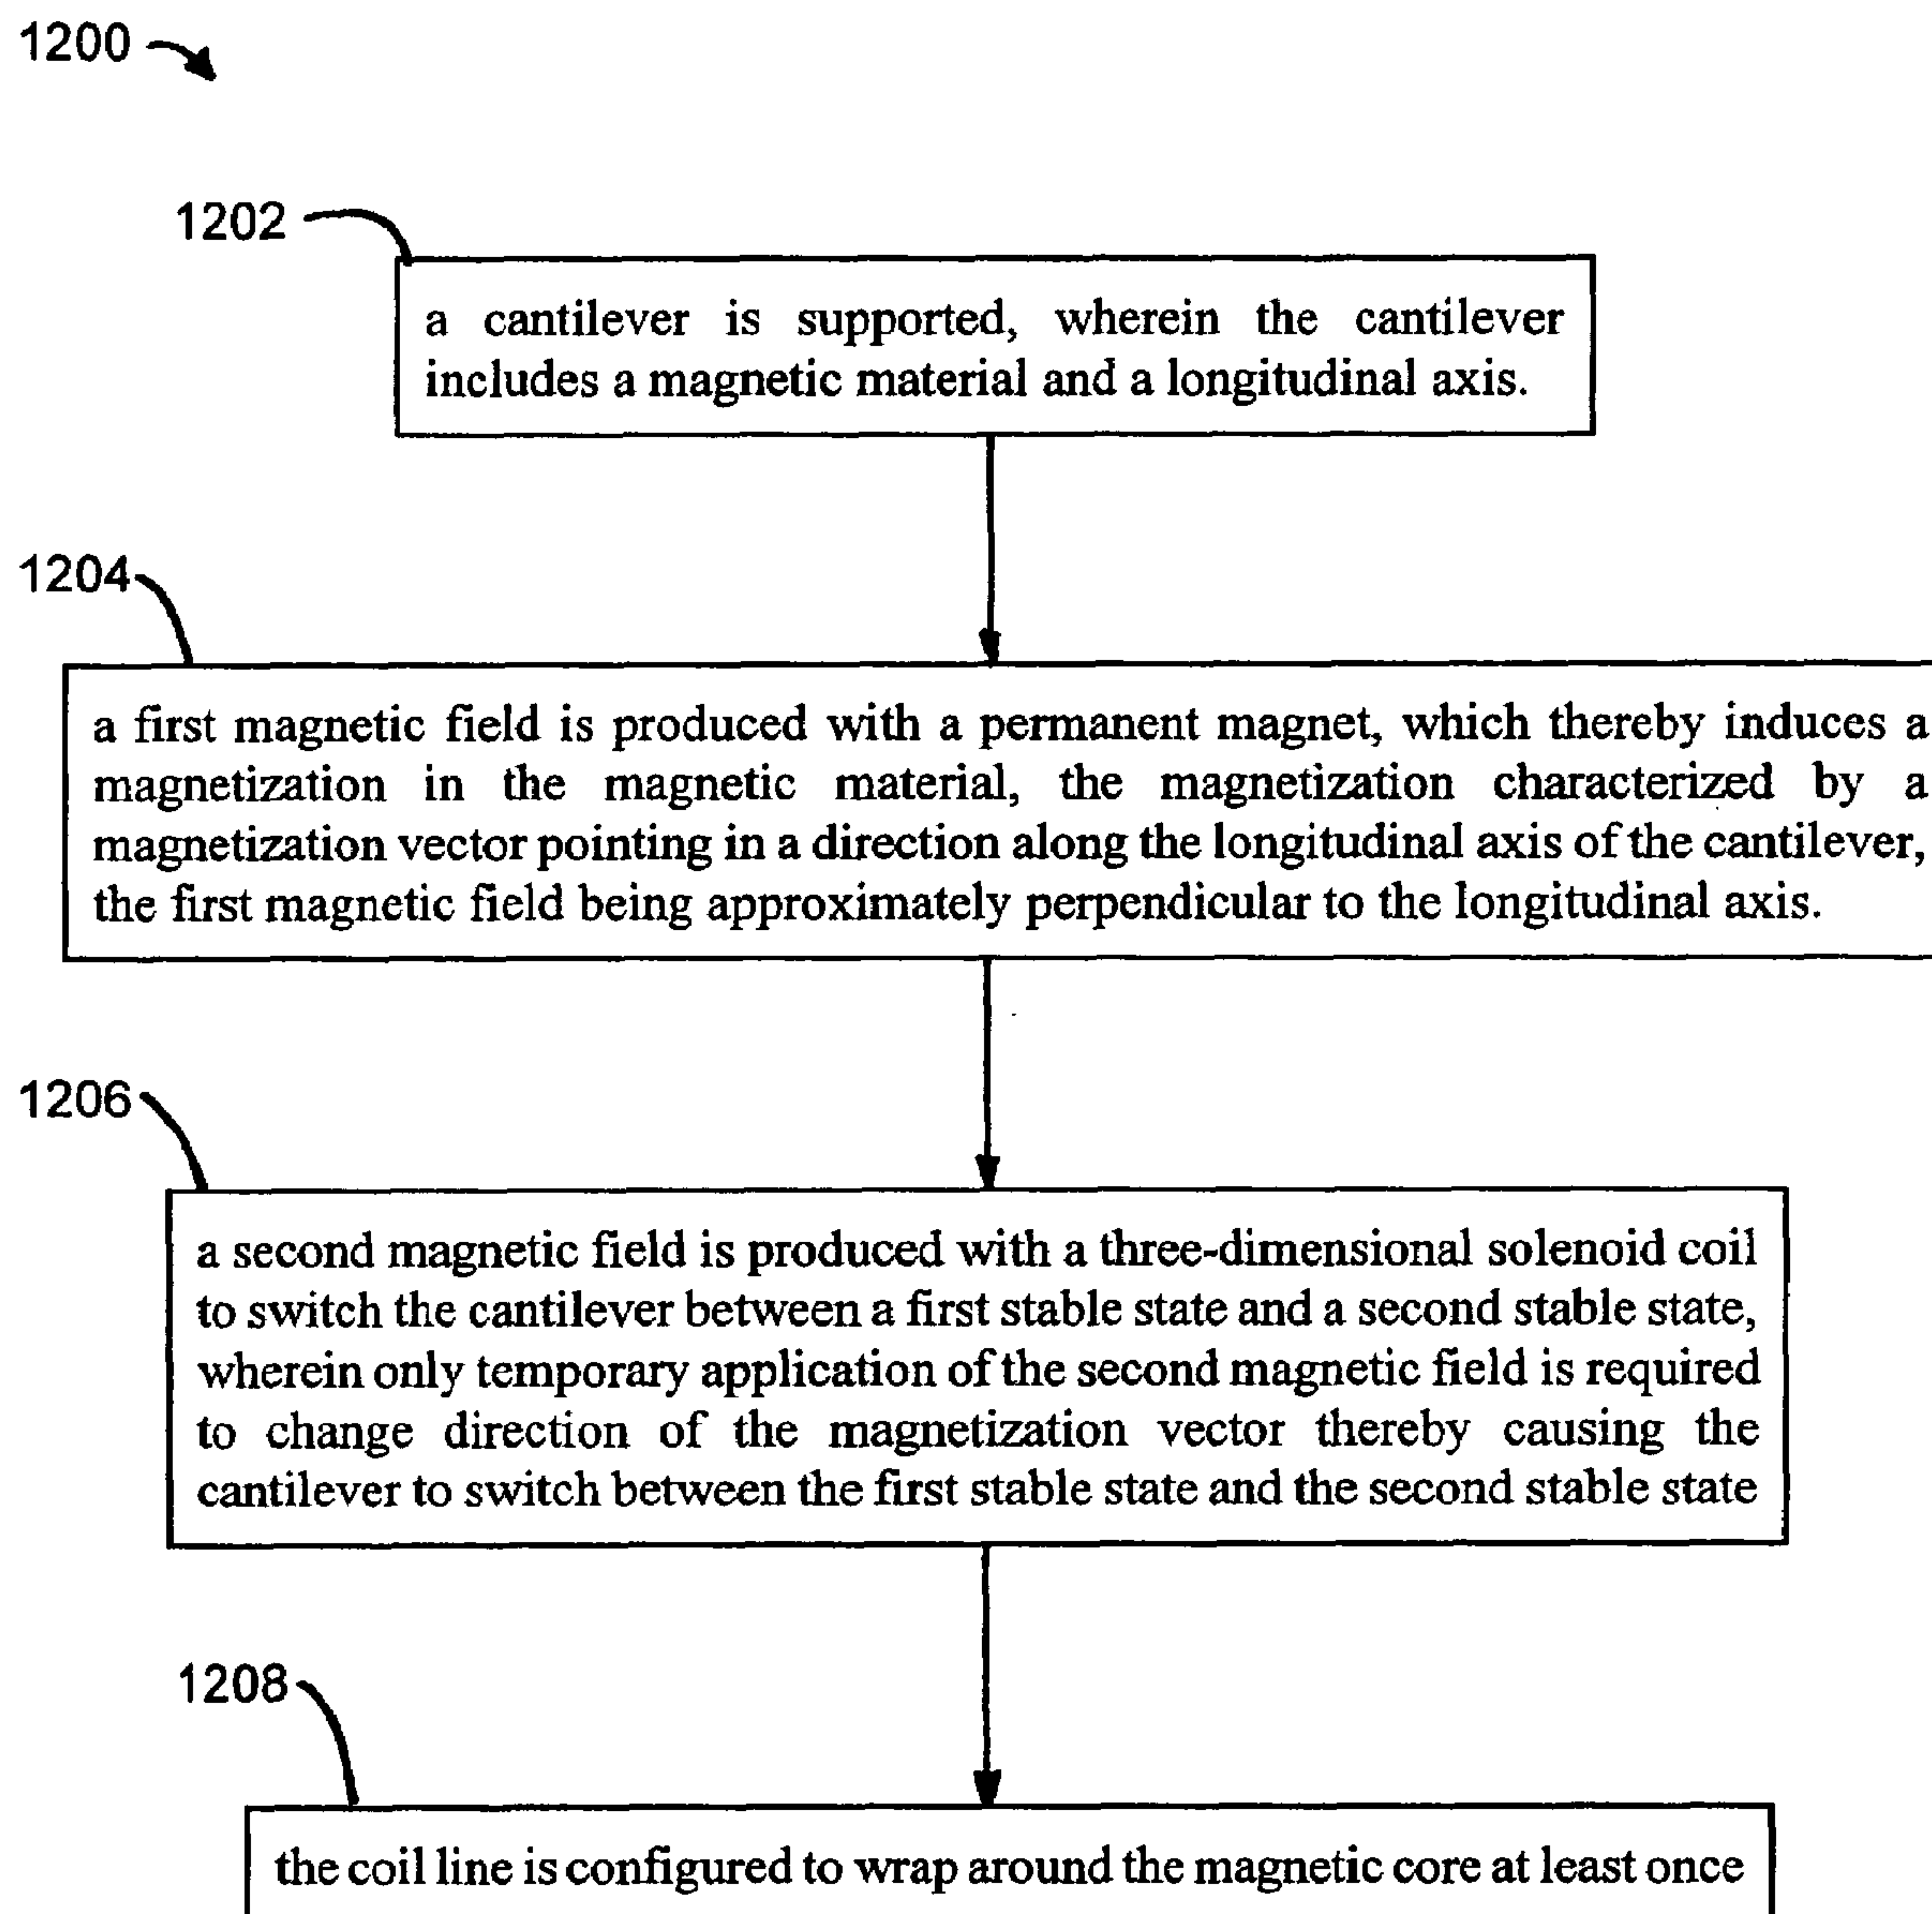 1200
1202
a cantilever is supported, wherein the cantilever
includes a magnetic material and a longitudinal axis.
1204
a first magnetic field is produced with a permanent magnet, which thereby induces a
magnetization in the magnetic material, the magnetization characterized by a
magnetization vector pointing in a direction along the longitudinal axis of the cantilever,
the first magnetic field being approximately perpendicular to the longitudinal axis.
1206
a second magnetic field is produced with a three-dimensional solenoid coil
to switch the cantilever between a first stable state and a second stable state,
wherein only temporary application of the second magnetic field is required
to change direction of the magnetization vector thereby causing the
cantilever to switch between the first stable state and the second stable state
1208
the coil line is configured to wrap around the magnetic core at least once